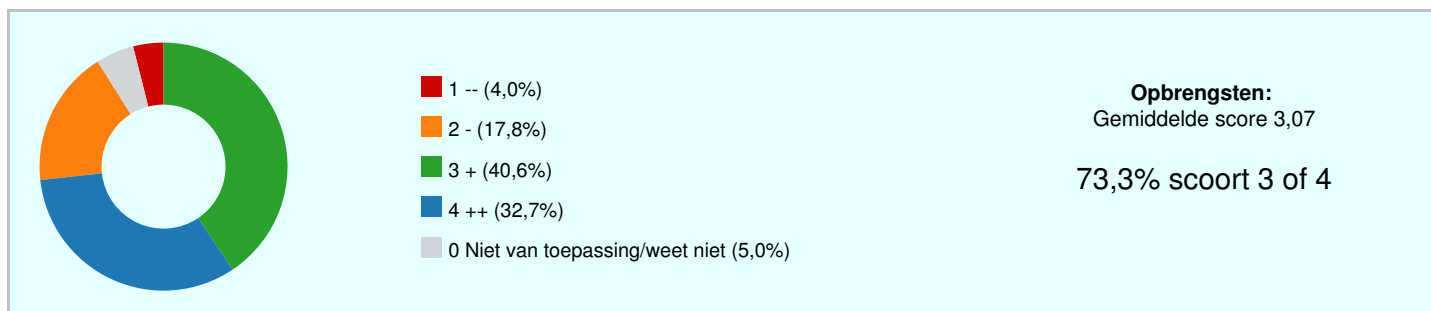 1 -- (4,0%)
2 - (17,8%)
3 + (40,6%)
4 ++ (32,7%)
0 Niet van toepassing/weet niet (5,0%)
Opbrengsten:
Gemiddelde score 3,07
73,3% scoort 3 of 4